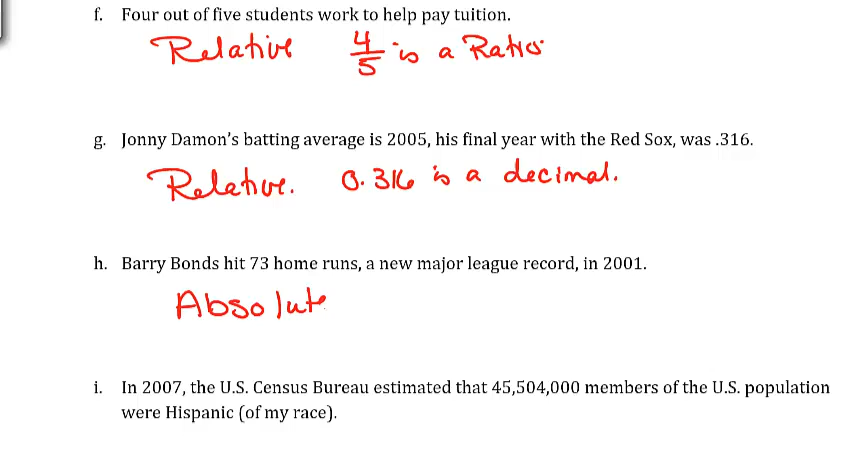 f. Four out of five students work to help pay tuition.
Relative 4/5 is a Ratio
g. Jonny Damon's batting average is 2005, his final year with the Red Sox, was .316.
Relative. 0.316 is a decimal.
h. Barry Bonds hit 73 home runs, a new major league record, in 2001.
Absolute
i. In 2007, the U.S. Census Bureau estimated that 45,504,000 members of the U.S. population
were Hispanic (of my race).